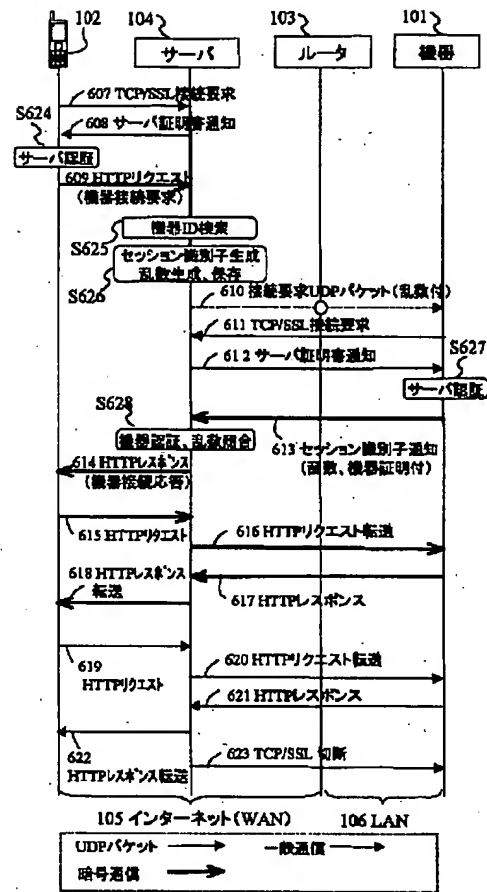 102
104
103
101
サーバ
ルータ
機器
607 TCP/SSL接続要求
S624
608 サーバ証明書通知
サーバ認証
609 HTTPリクエスト
(機器接続要求)
S625
機器ID検索
S626
セッション識別子生成
乱数生成、保存
610 接続要求UDPパケット(乱数付)
611 TCP/SSL接続要求
S627
612 サーバ証明書通知
サーバ認証
S628
機器認証、乱数照合
613 セッション識別子通知
(乱数、機器証明付)
614 HTTPレスポンス
(機器接続応答)
615 HTTPリクエスト
616 HTTPリクエスト転送
618 HTTPレスポンス
転送
617 HTTPレスポンス
619
HTTPリクエスト
620 HTTPリクエスト転送
621 HTTPレスポンス
622
HTTPレスポンス転送
623 TCP/SSL 切断
105 インターネット(WAN)
106 LAN
UDPパケット
一般通信
暗号通信